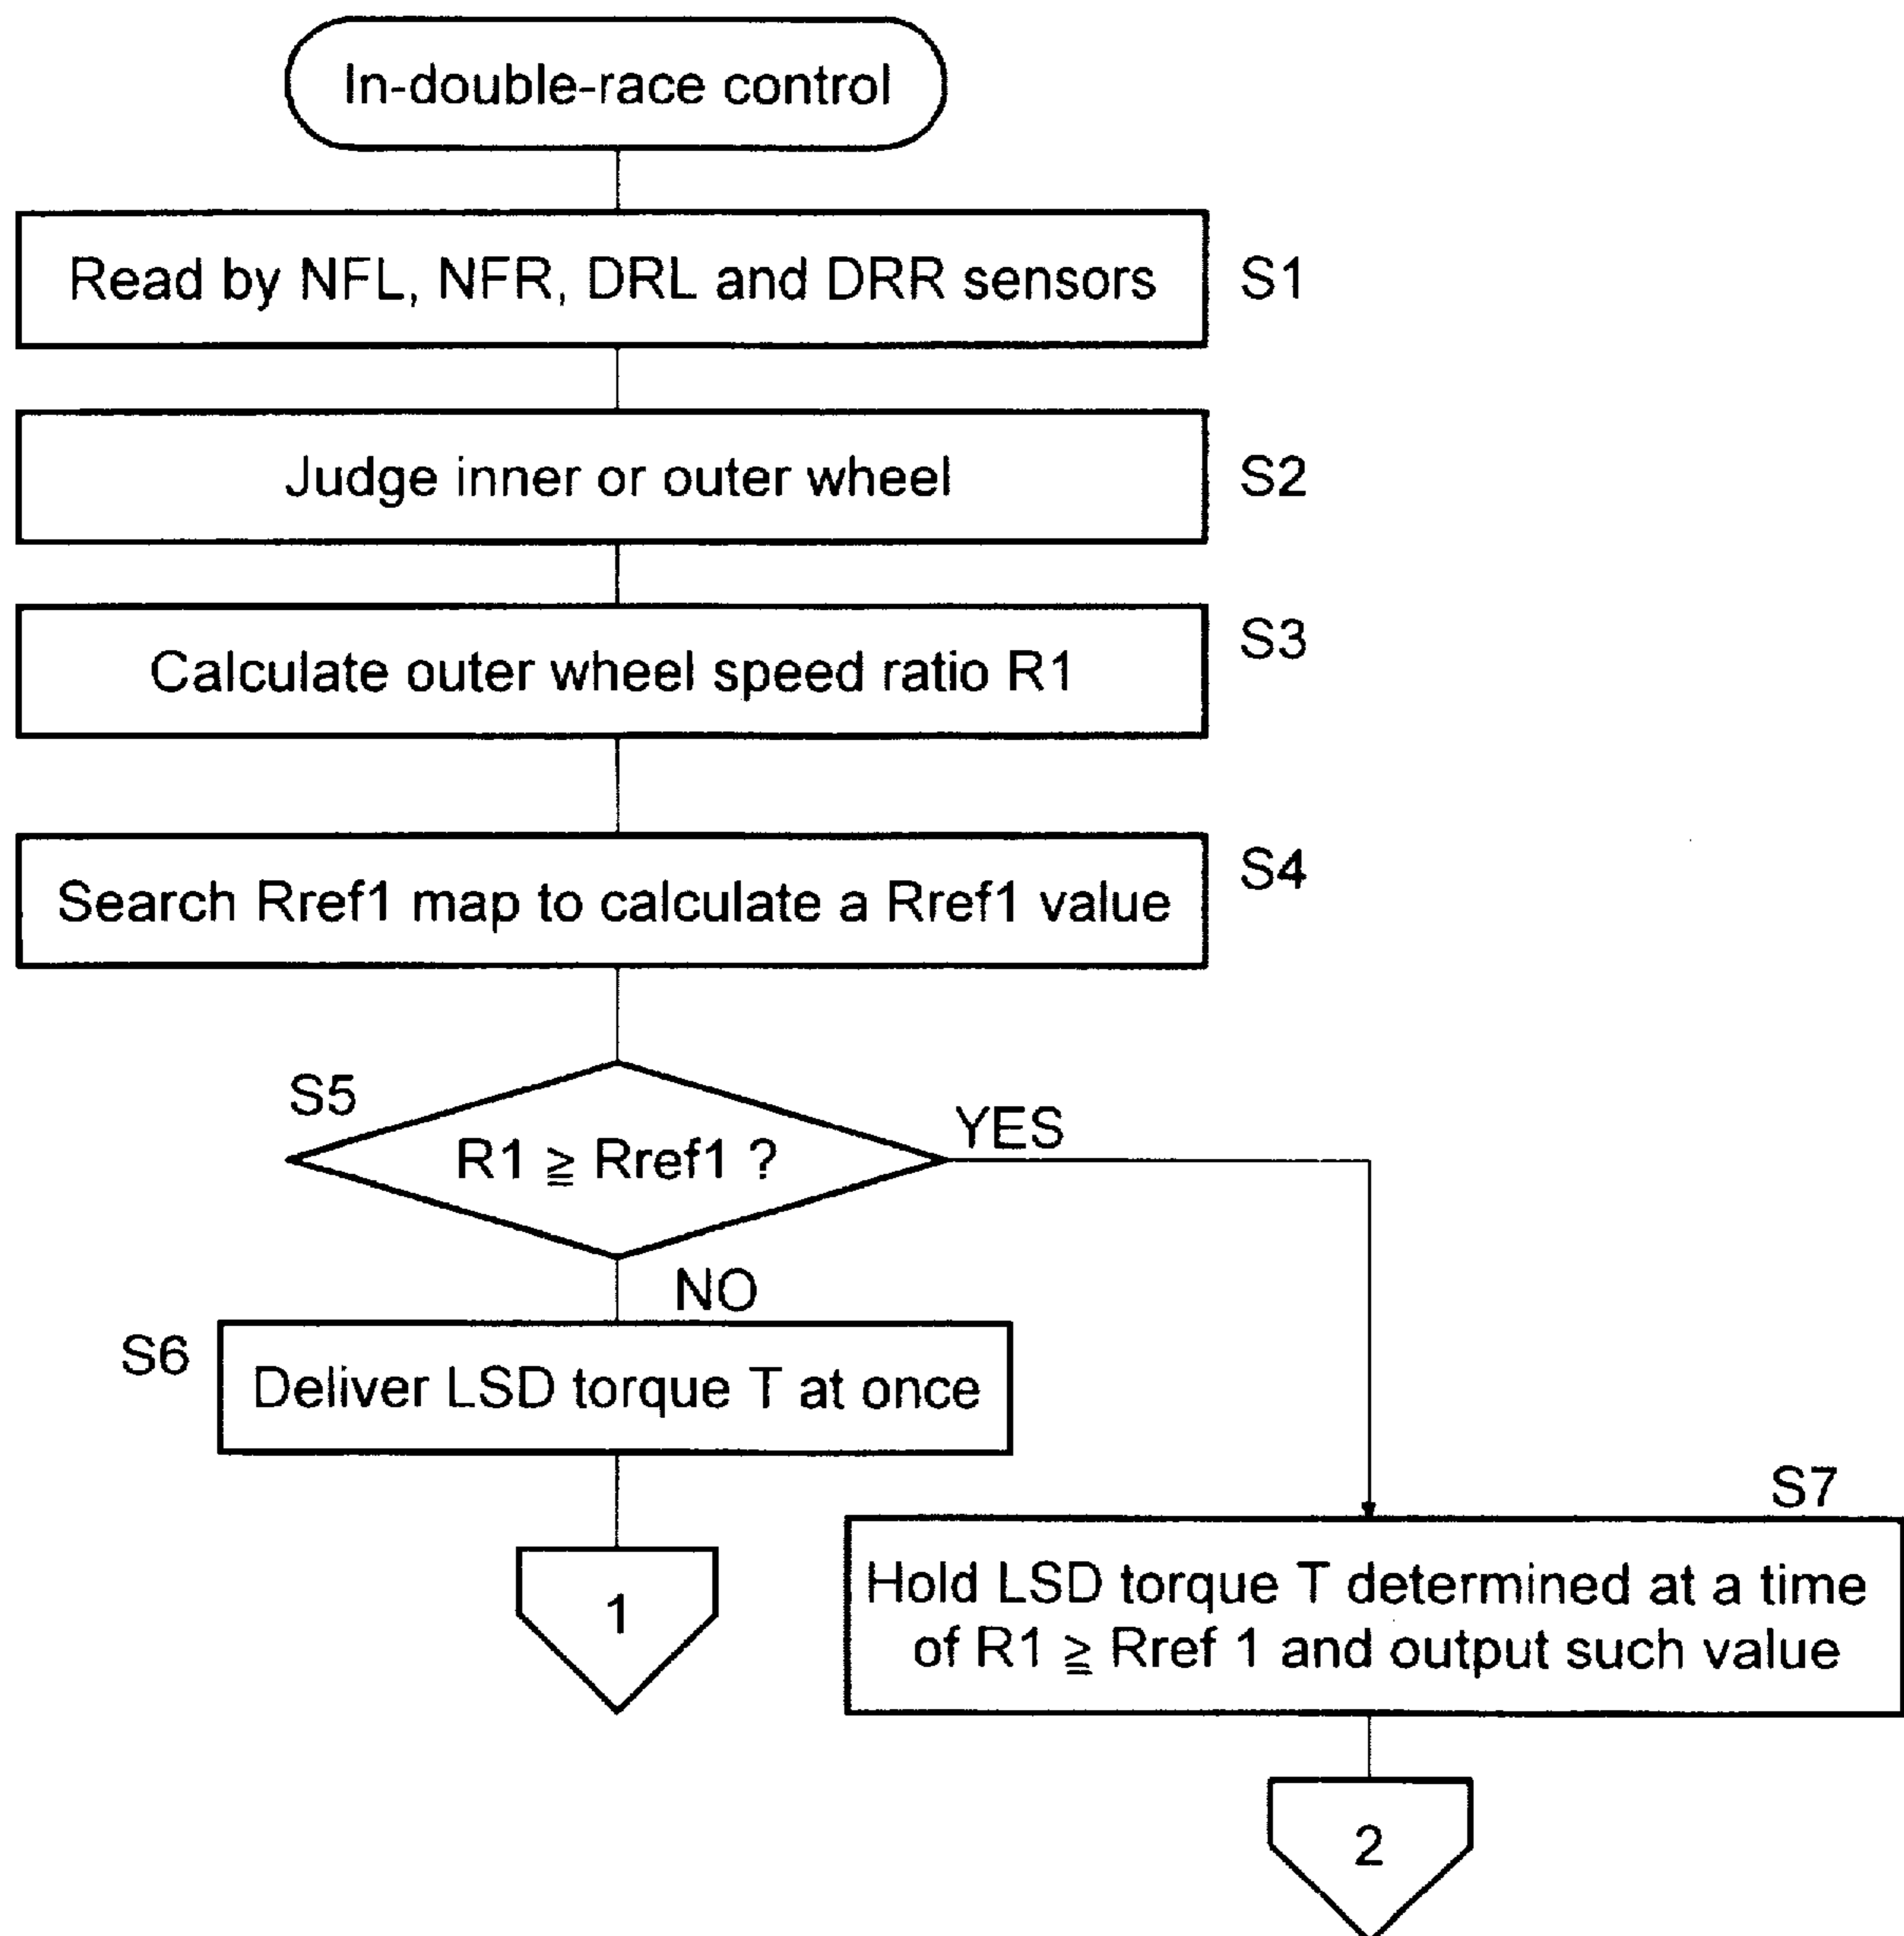 In-double-race control
Read by NFL, NFR, DRL and DRR sensors
S1
Judge inner or outer wheel
S2
Calculate outer wheel speed ratio R1
S3
Search Rref1 map to calculate a Rref1 value
S4
S5
R1 ≧ Rref1 ?
YES
NO
S6
Deliver LSD torque T at once
1
S7
Hold LSD torque T determined at a time
of R1 ≧ Rref 1 and output such value
2